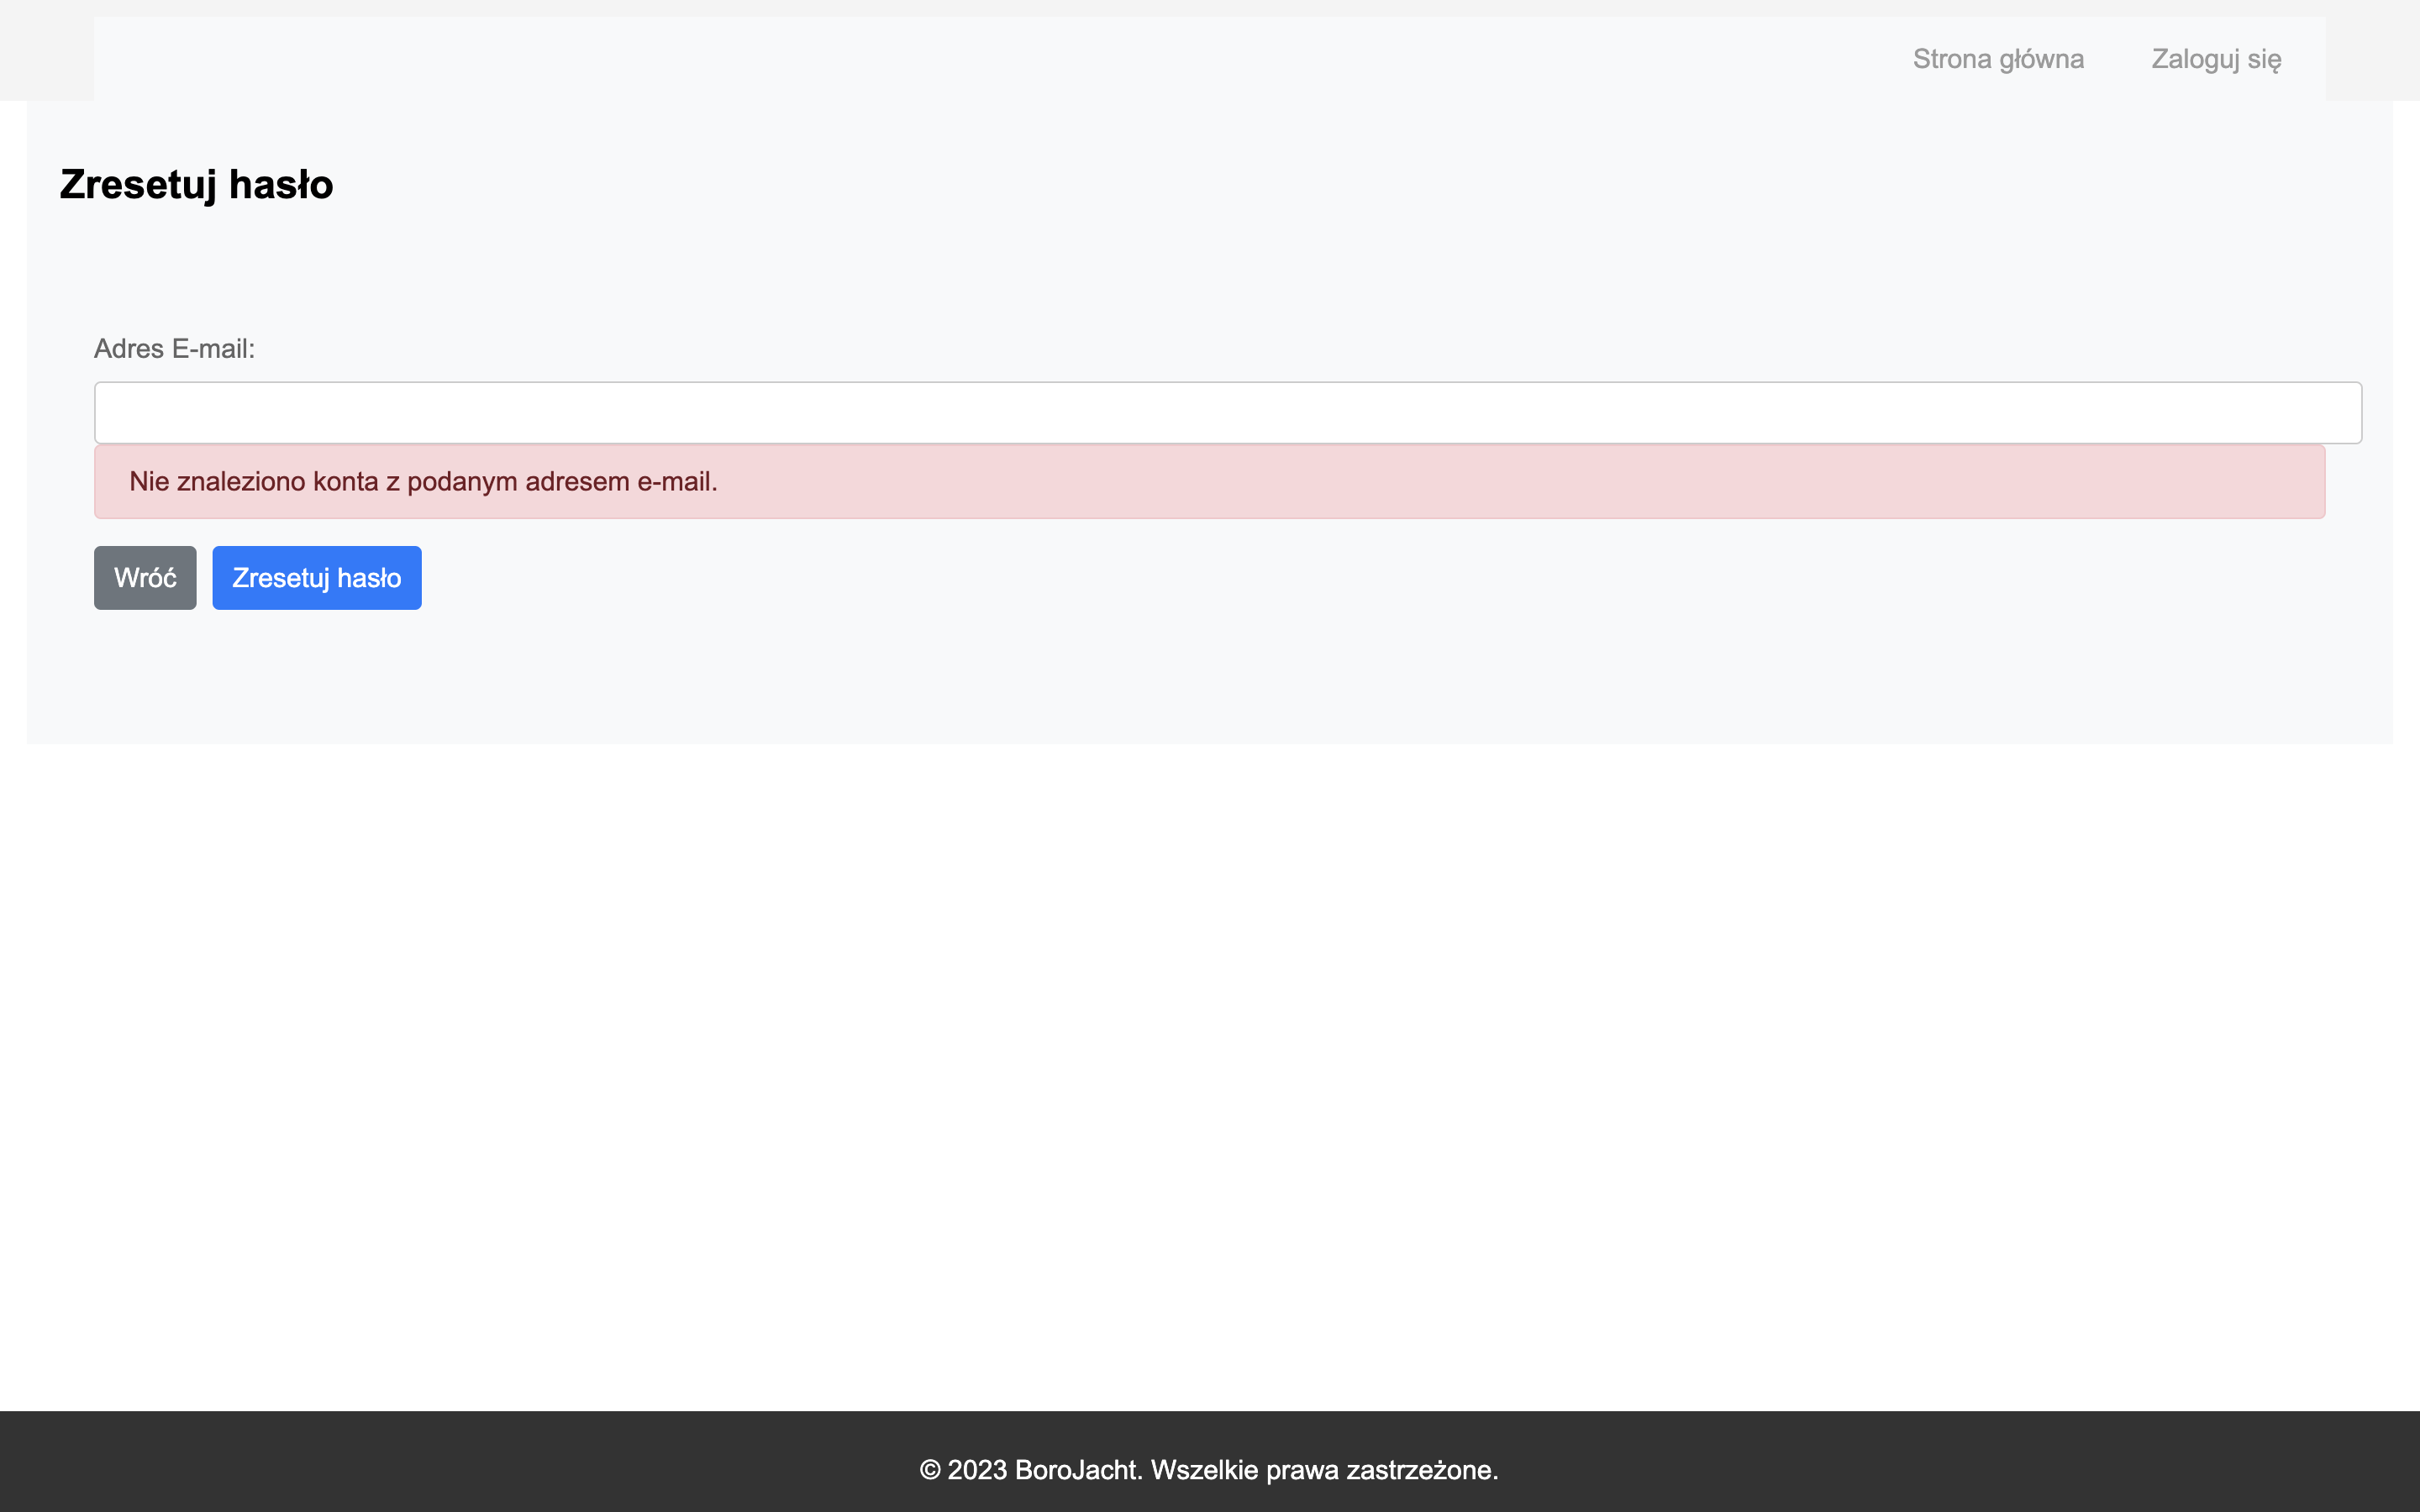 Strona główna Zaloguj się
Zresetuj hasło
Adres E-mail:
Nie znaleziono konta z podanym adresem e-mail.
Wróć Zresetuj hasło
© 2023 BoroJacht. Wszelkie prawa zastrzeżone.